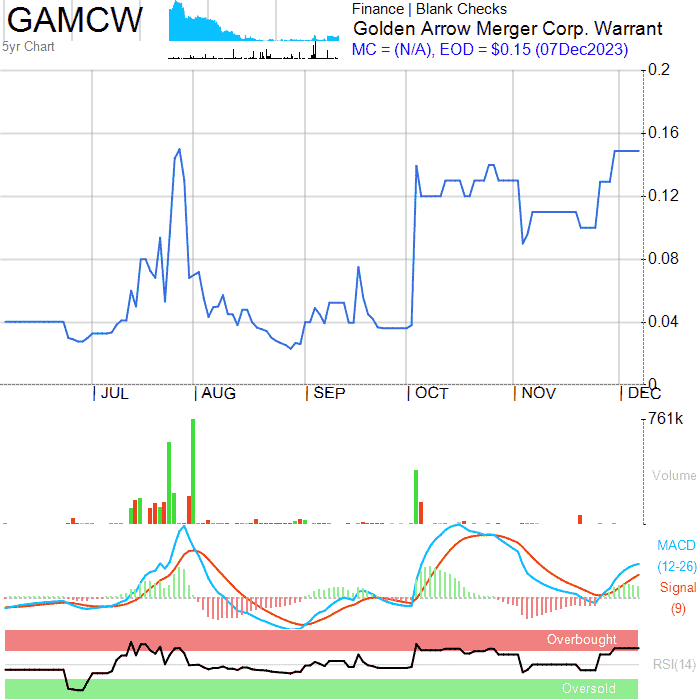 GAMCW
5yr Chart
Finance | Blank Checks
Golden Arrow Merger Corp. Warrant
MC = (N/A), EOD = $0.15 (07Dec2023)
0.2
0.16
0.12
0.08
0.04
0
JUL AUG SEP OCT NOV DEC
761k
Volume
MACD
(12-26)
Signal
(9)
Overbought
RSI(14)
Oversold